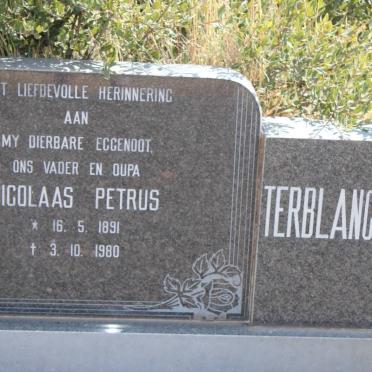 T LIEFDEVOLLE HERINNERING
AAN
MY DIERBARE EGGENOOT,
ONS VADER EN OUPA
ICOLAAS PETRUS
* 16. 5. 1891
† 3. 10. 1980
TERBLANC